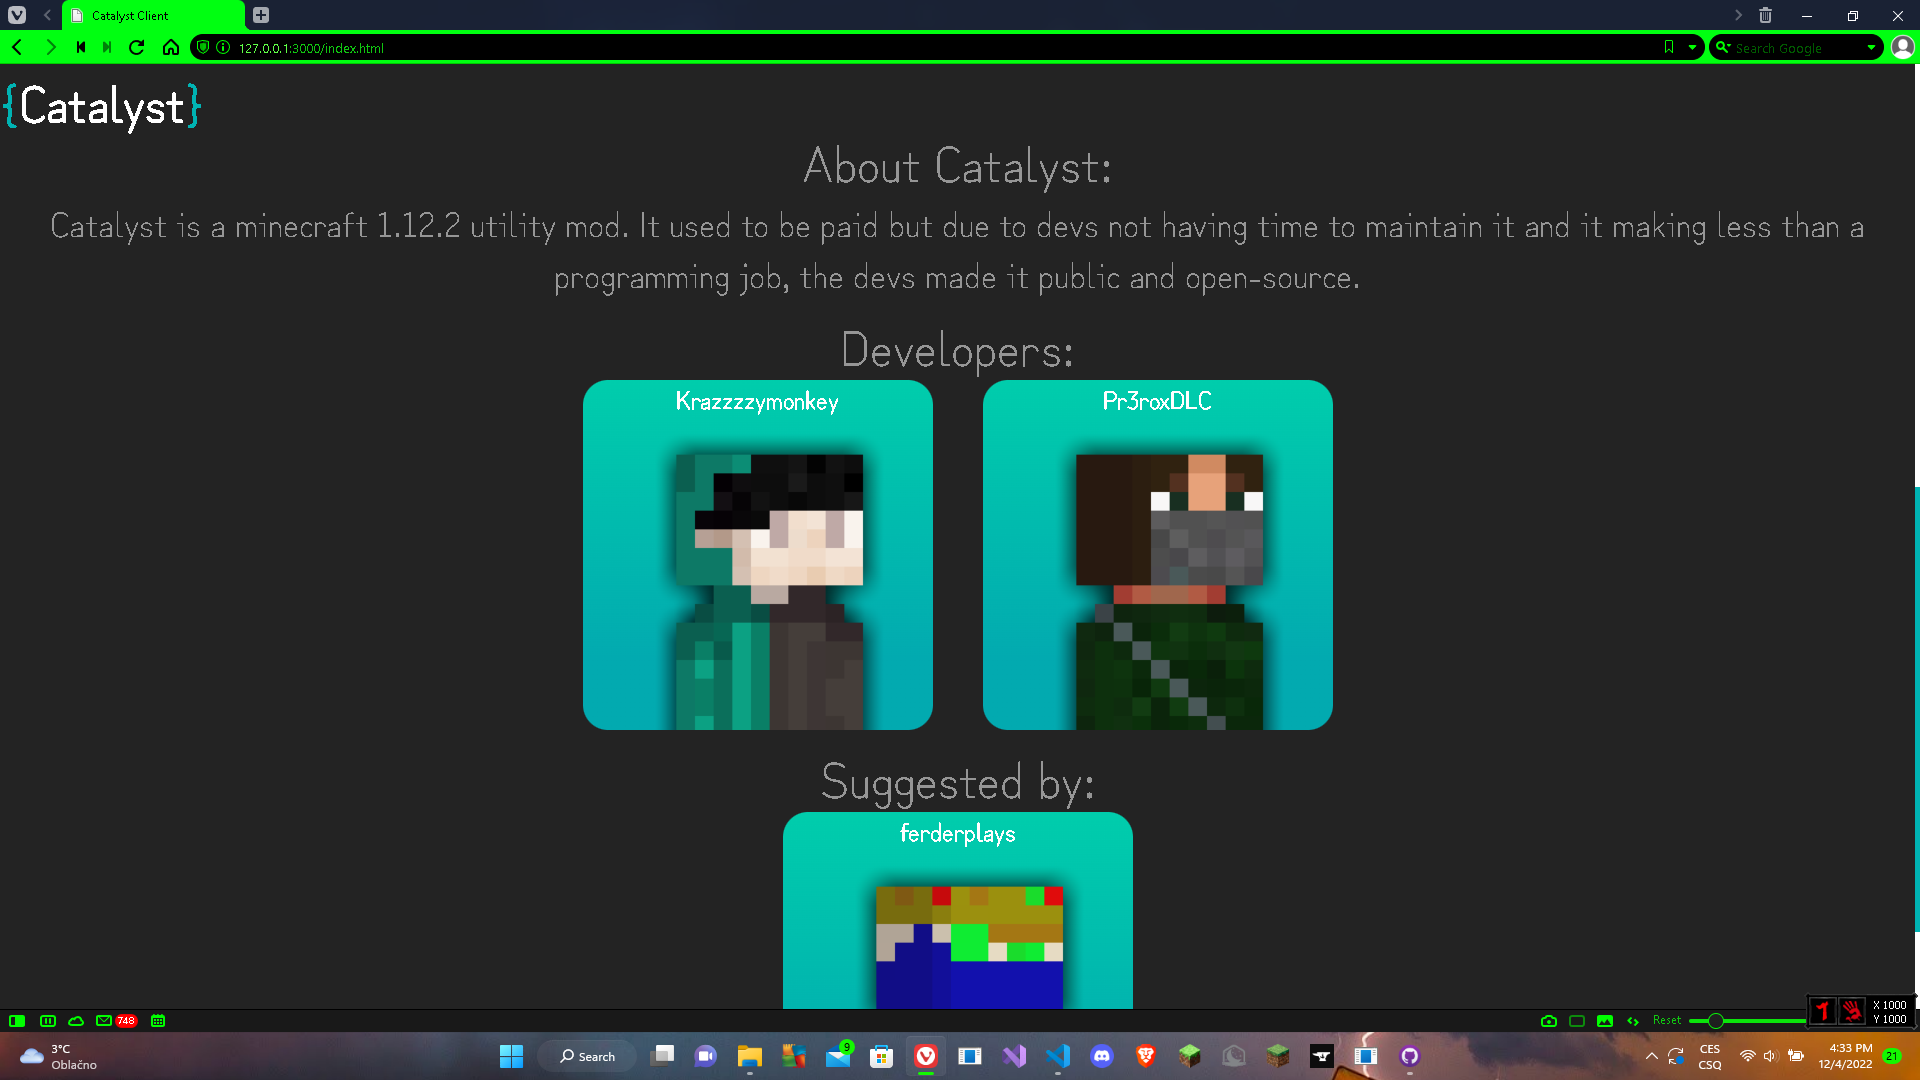 Catalyst Client
127.0.0.1:3000/index.html
Search Google
{Catalyst}
About Catalyst:
Catalyst is a minecraft 1.12.2 utility mod. It used to be paid but due to devs not having time to maintain it and it making less than a
programming job, the devs made it public and open-source.
Developers:
Krazzzzymonkey
Pr3roxDLC
Suggested by:
ferderplays
748
Reset
X 1000
Y 1000
3°C
Oblačno
Search
9
CES
CSQ
4:33 PM
12/4/2022
21